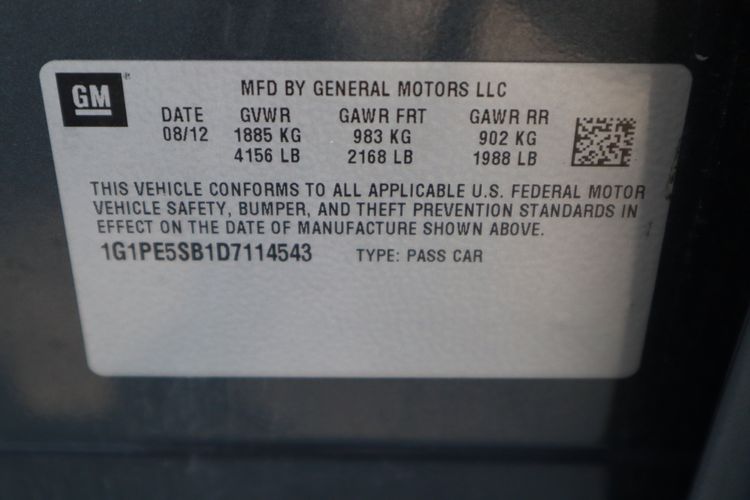 GM
MFD BY GENERAL MOTORS LLC
DATE GVWR GAWR FRT GAWR RR
08/12 1885 KG 983 KG 902 KG
4156 LB 2168 LB 1988 LB
THIS VEHICLE CONFORMS TO ALL APPLICABLE U.S. FEDERAL MOTOR
VEHICLE SAFETY, BUMPER, AND THEFT PREVENTION STANDARDS IN
EFFECT ON THE DATE OF MANUFACTURE SHOWN ABOVE.
1G1PE5SB1D7114543 TYPE: PASS CAR